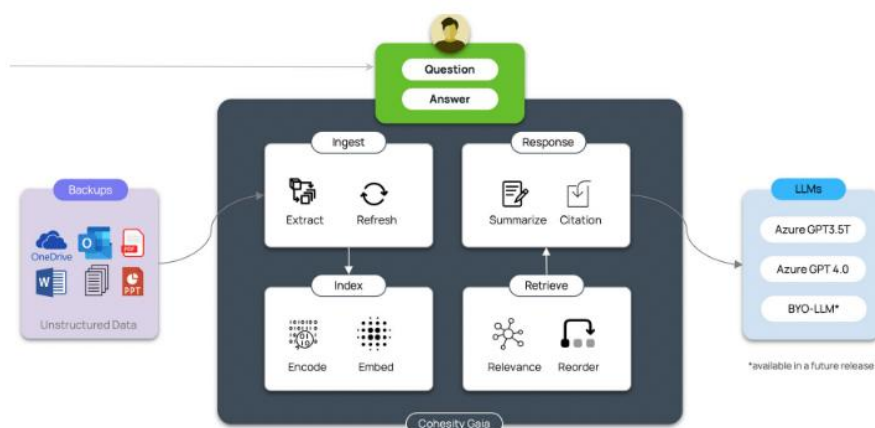 Question
Answer
Ingest
Extract Refresh
Response
Summarize Citation
Backups
OneDrive
PDF
W PPT
Unstructured Data
Index
Encode Embed
Retrieve
Relevance Reorder
LLMs
Azure GPT3.5T
Azure GPT 4.0
BYO-LLM*
*available in a future release
Cohesity Gaia